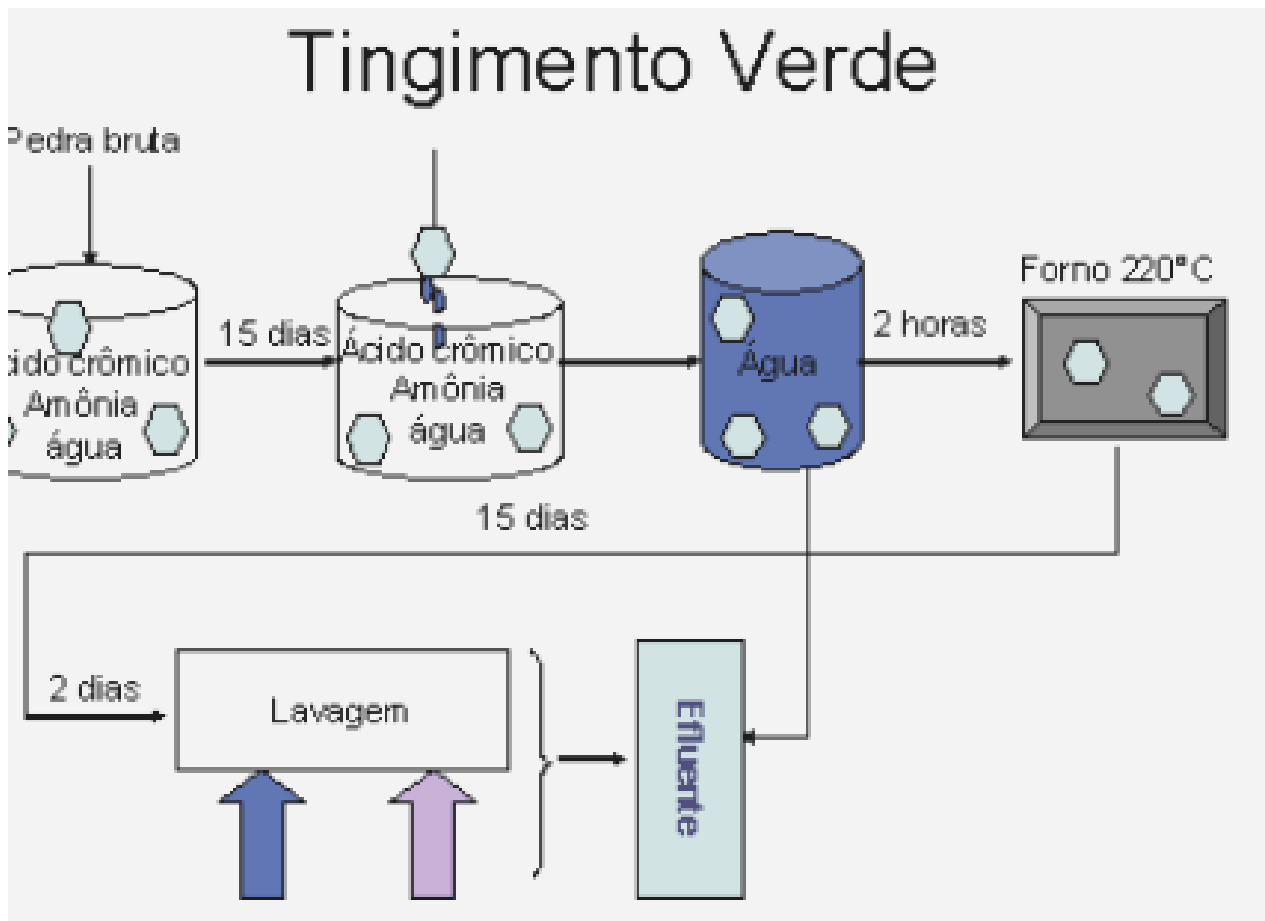 Tingimento Verde
Pedra bruta
15 dias
cido crômico
Amônia
água
Ácido crômico
Amônia
água
Água
2 horas
Forno 220°C
15 dias
2 dias
Lavagem
Efluente